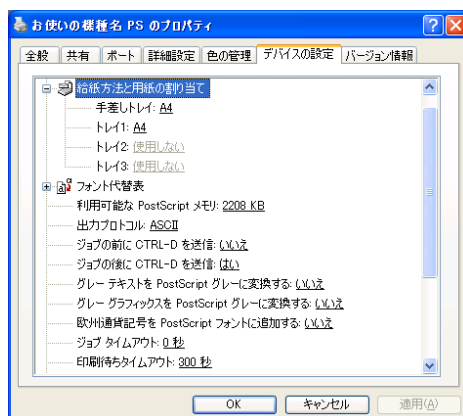 お使いの機種名 PS のプロパティ
全般 共有 ポート 詳細設定 色の管理 デバイスの設定 バージョン情報
給紙方法と用紙の割り当て
手差しトレイ: A4
トレイ1: A4
トレイ2: 使用しない
トレイ3: 使用しない
フォント代替表
利用可能な PostScript メモリ: 2208 KB
出力プロトコル: ASCII
ジョブの前に CTRL-D を送信: いいえ
ジョブの後に CTRL-D を送信: はい
グレー テキストを PostScript グレーに変換する: いいえ
グレー グラフィックスを PostScript グレーに変換する: いいえ
欧州通貨記号を PostScript フォントに追加する: いいえ
ジョブ タイムアウト: 0 秒
印刷待ちタイムアウト: 300 秒
OK キャンセル 適用(A)